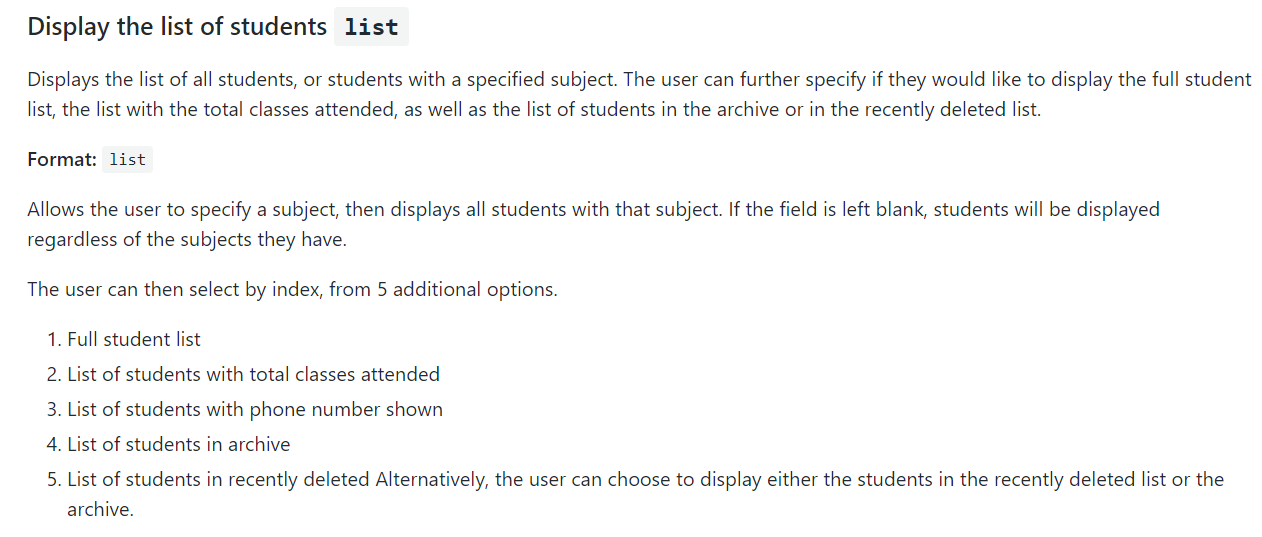 Display the list of students list
Displays the list of all students, or students with a specified subject. The user can further specify if they would like to display the full student
list, the list with the total classes attended, as well as the list of students in the archive or in the recently deleted list.
Format: list
Allows the user to specify a subject, then displays all students with that subject. If the field is left blank, students will be displayed
regardless of the subjects they have.
The user can then select by index, from 5 additional options.
1. Full student list
2. List of students with total classes attended
3. List of students with phone number shown
4. List of students in archive
5. List of students in recently deleted Alternatively, the user can choose to display either the students in the recently deleted list or the
archive.